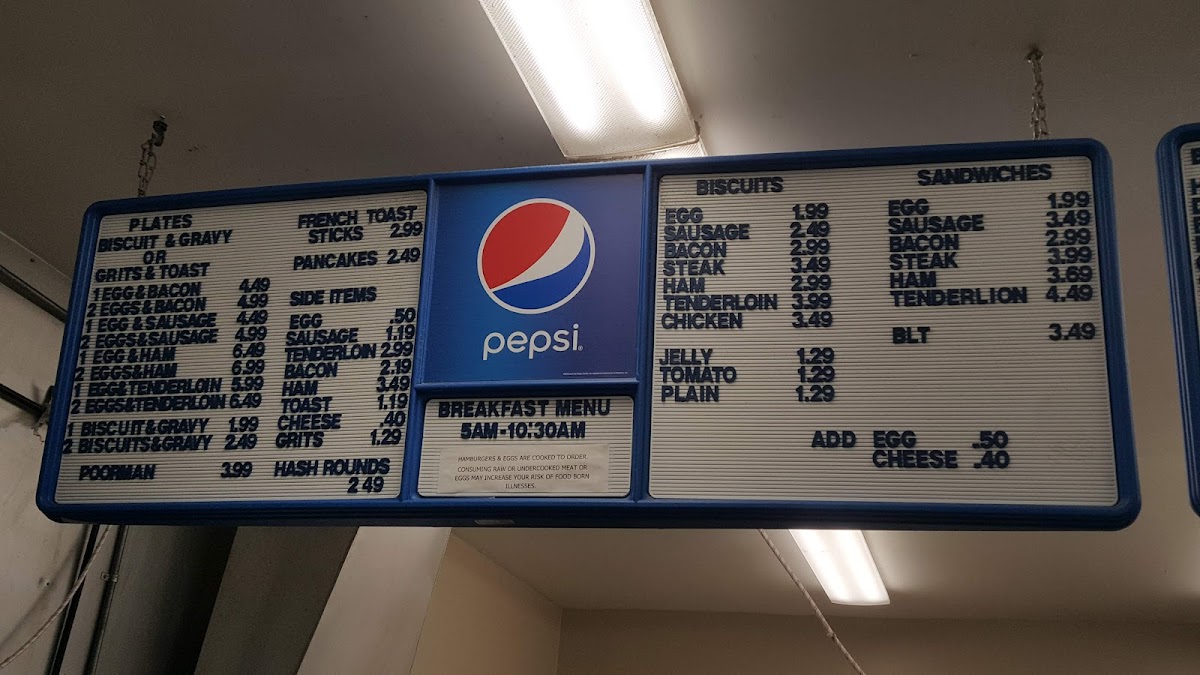 PLATES
BISCUIT & GRAVY
OR
GRITS & TOAST
1 EGG & BACON 4.49
2 EGGS & BACON 4.99
1 EGG & SAUSAGE 4.49
2 EGGS & SAUSAGE 4.99
1 EGG & HAM 6.49
2 EGGS & HAM 6.99
1 EGG & TENDERLOIN 5.99
2 EGGS & TENDERLOIN 6.49
1 BISCUIT & GRAVY 1.99
2 BISCUITS & GRAVY 2.49
POORMAN 3.99
FRENCH TOAST
STICKS 2.99
PANCAKES 2.49
SIDE ITEMS
EGG .50
SAUSAGE 1.19
TENDERLOIN 2.99
BACON 2.19
HAM 3.49
TOAST 1.19
CHEESE .40
GRITS 1.29
HASH ROUNDS
2 49
pepsi
BREAKFAST MENU
5AM-10:30AM
HAMBURGERS & EGGS ARE COOKED TO ORDER
CONSUMING RAW OR UNDERCOOKED MEAT OR
EGGS MAY INCREASE YOUR RISK OF FOOD BORN
ILLNESSES.
BISCUITS
EGG 1.99
SAUSAGE 2.49
BACON 2.99
STEAK 3.49
HAM 2.99
TENDERLOIN 3.99
CHICKEN 3.49
JELLY 1.29
TOMATO 1.29
PLAIN 1.29
SANDWICHES
EGG 1.99
SAUSAGE 3.49
BACON 2.99
STEAK 3.99
HAM 3.69
TENDERLION 4.49
BLT 3.49
ADD EGG .50
CHEESE .40